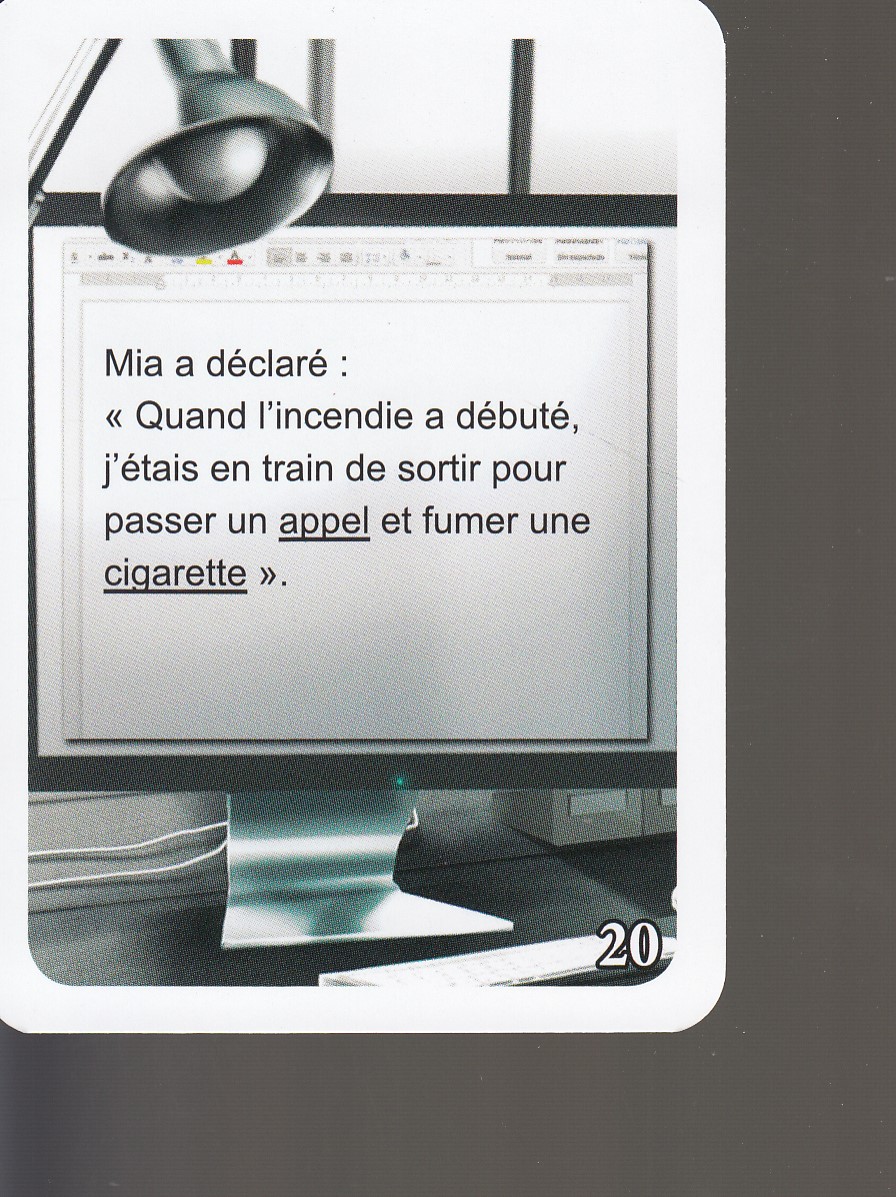 Mia a déclaré :
« Quand l’incendie a débuté,
j’étais en train de sortir pour
passer un appel et fumer une
cigarette ».
20